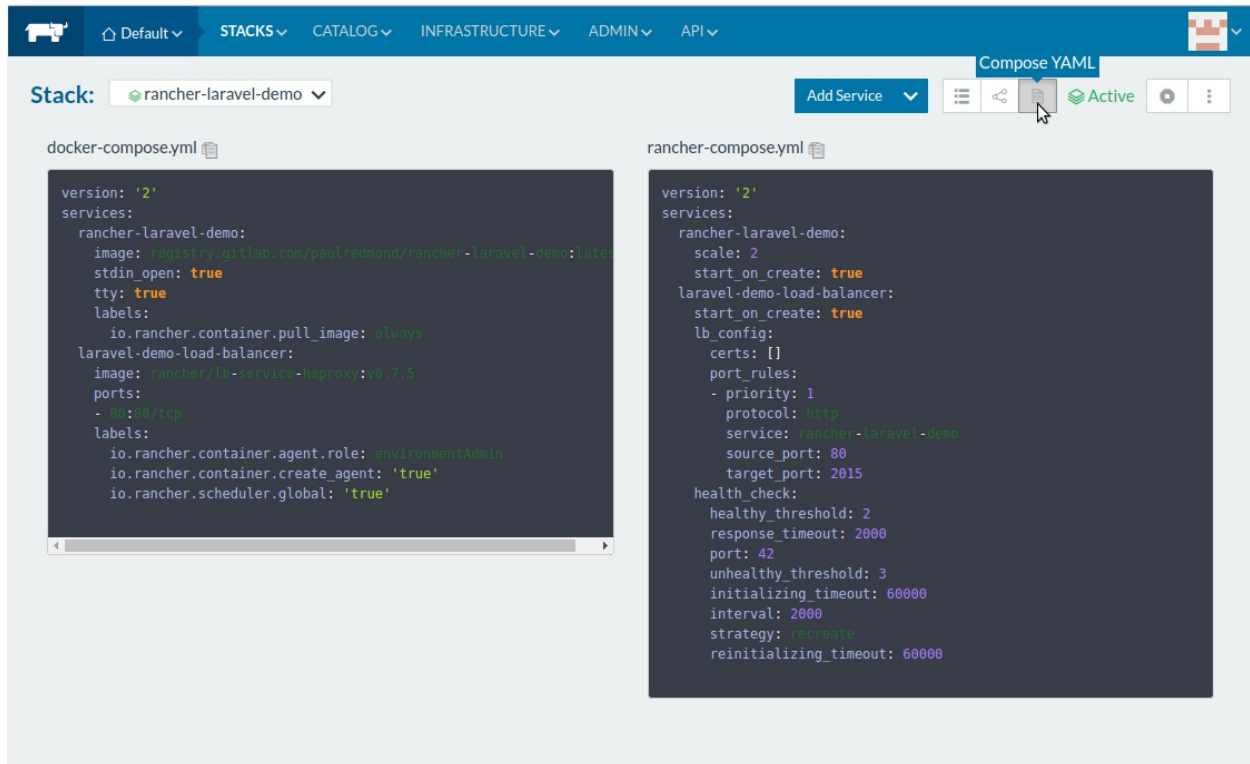 Default STACKS CATALOG INFRASTRUCTURE ADMIN API
Compose YAML
Stack: rancher-laravel-demo Add Service Active
docker-compose.yml
version: '2'
services:
  rancher-laravel-demo:
    image: registry.gitlab.com/paulredmond/rancher-laravel-demo:lates
    stdin_open: true
    tty: true
    labels:
      io.rancher.container.pull_image: always
  laravel-demo-load-balancer:
    image: rancher/lb-service-haproxy:v0.7.5
    ports:
    - 80:80/tcp
    labels:
      io.rancher.container.agent.role: environmentAdmin
      io.rancher.container.create_agent: 'true'
      io.rancher.scheduler.global: 'true'
rancher-compose.yml
version: '2'
services:
  rancher-laravel-demo:
    scale: 2
    start_on_create: true
  laravel-demo-load-balancer:
    start_on_create: true
    lb_config:
      certs: []
      port_rules:
      - priority: 1
        protocol: http
        service: rancher-laravel-demo
        source_port: 80
        target_port: 2015
    health_check:
      healthy_threshold: 2
      response_timeout: 2000
      port: 42
      unhealthy_threshold: 3
      initializing_timeout: 60000
      interval: 2000
      strategy: recreate
      reinitializing_timeout: 60000